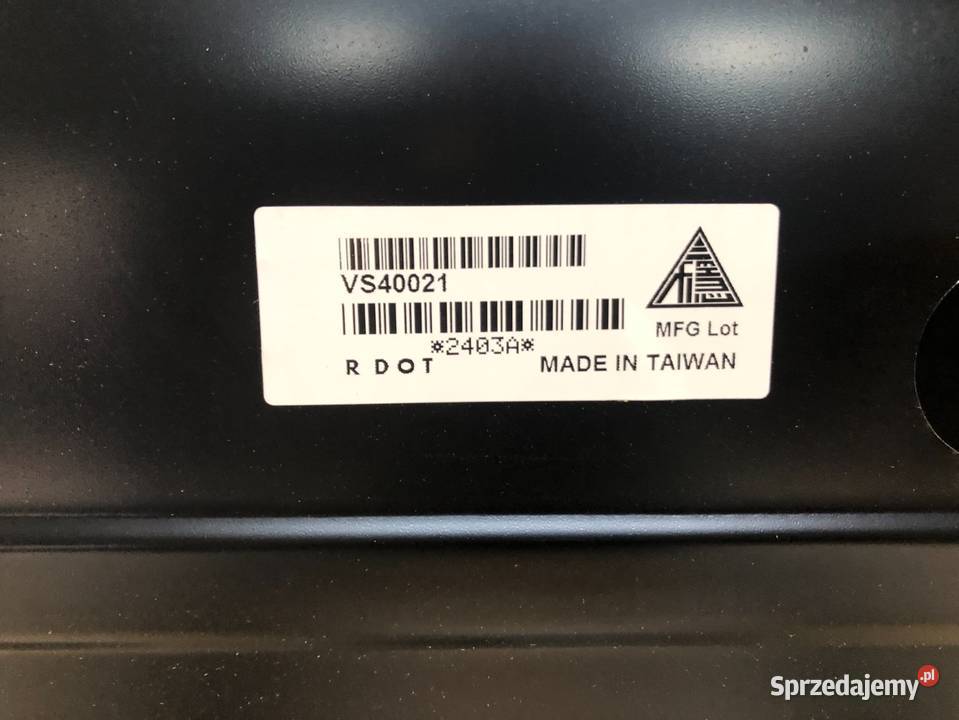 VS40021
*2403A*
R DOT
MFG Lot
MADE IN TAIWAN
Sprzedajemy.pl